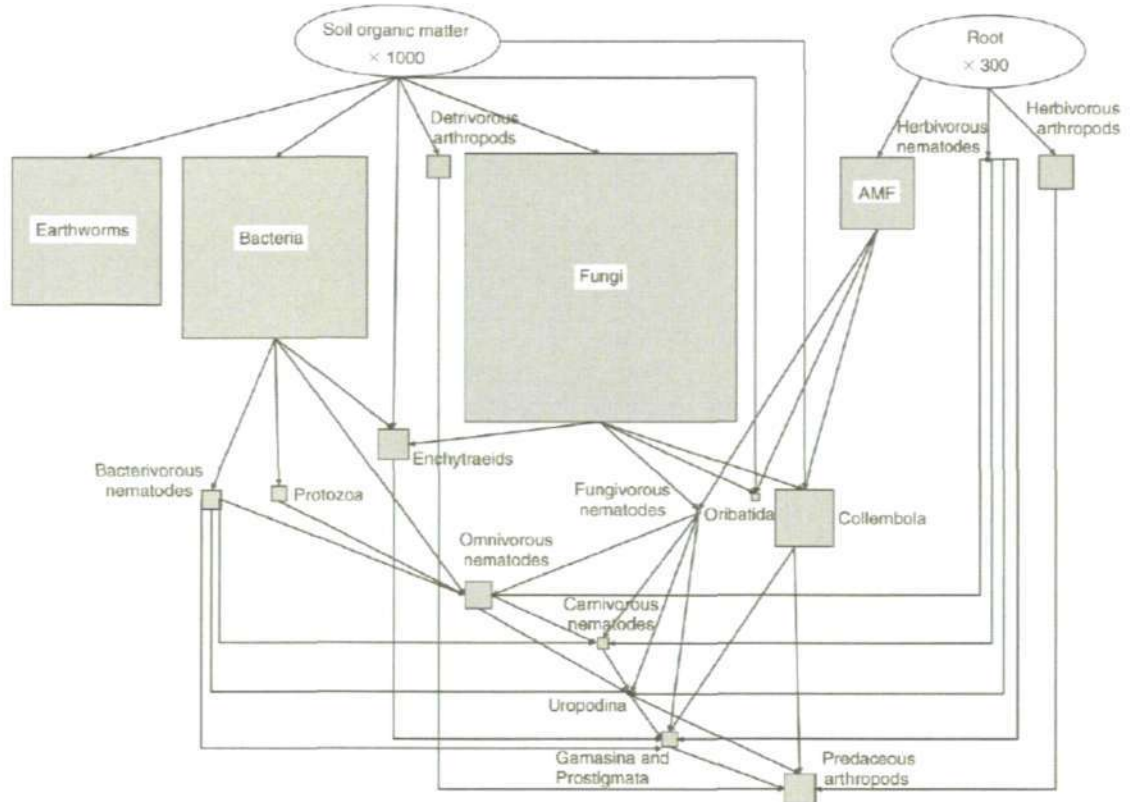 Soil organic matter
× 1000
Root
× 300
Detrivorous
arthropods
Herbivorous
nematodes
Herbivorous
arthropods
Earthworms
Bacteria
Fungi
AMF
Bacterivorous
nematodes
Protozoa
Enchytraeids
Fungivorous
nematodes
Oribatida
Collembola
Omnivorous
nematodes
Carnivorous
nematodes
Uropodina
Gamasina and
Prostigmata
Predaceous
arthropods